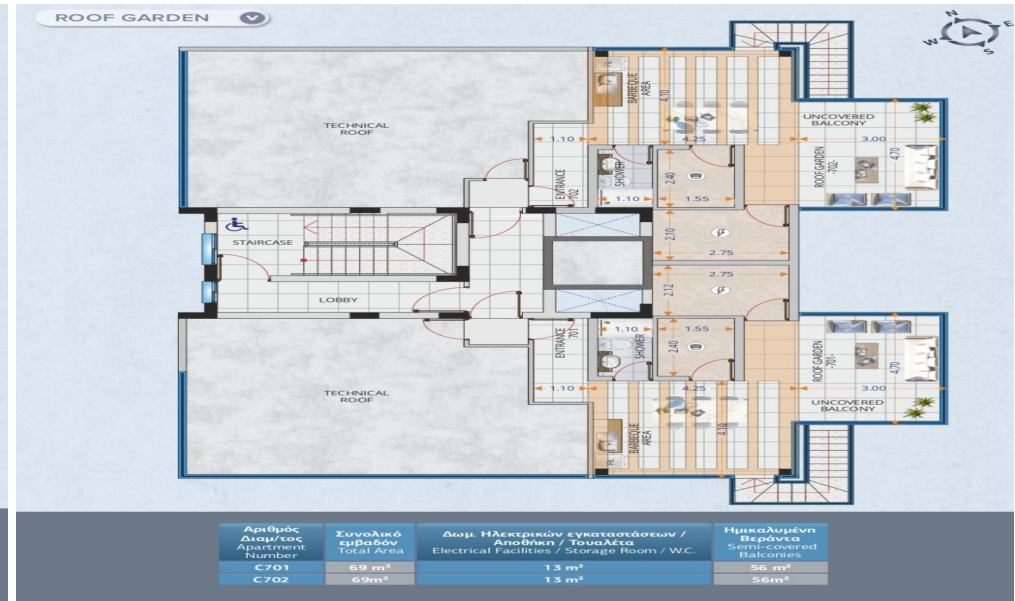 ROOF GARDEN
N
E
W
S
TECHNICAL
ROOF
FR.
BARBEQUE
AREA
4.10
UNCOVERED
BALCONY
1.10
4.25
3.00
ENTRANCE
702
SHOWER
2.40
1.10
1.55
ROOF GARDEN
-702-
4.70
STAIRCASE
2.10
2.75
2.75
2.12
LOBBY
ENTRANCE
701
1.10
SHOWER
1.55
2.40
ROOF GARDEN
-701-
4.70
1.10
4.25
3.00
TECHNICAL
ROOF
BARBEQUE
AREA
4.10
FR.
UNCOVERED
BALCONY
Αριθμός
Διαμ/τος
Apartment
Number
Συνολικό
εμβαδόν
Total Area
Δωμ. Ηλεκτρικών εγκαταστάσεων /
Αποθήκη / Τουαλέτα
Electrical Facilities / Storage Room / W.C.
Ημικαλυμένη
Βεράντα
Semi-covered
Balconies
C701 69 m² 13 m² 56 m²
C702 69m² 13 m² 56m²